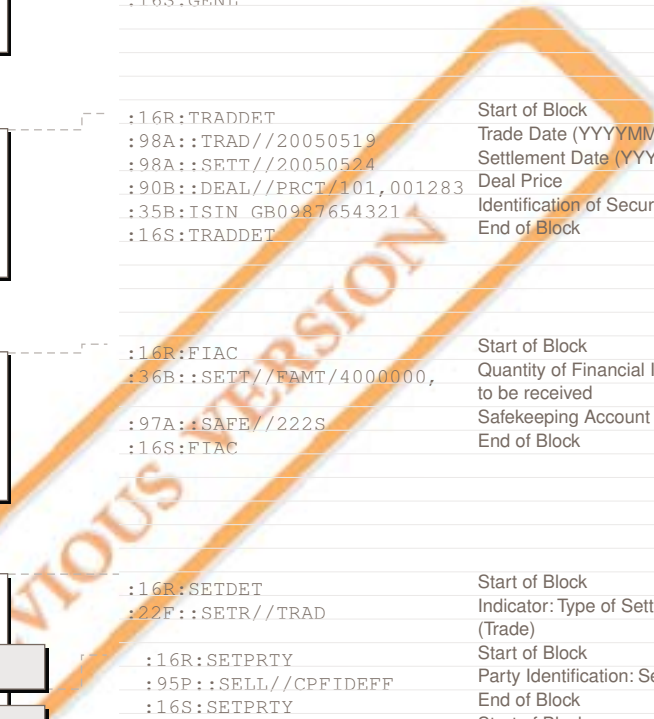 :16S:GENL
:16R:TRADDET Start of Block
:98A::TRAD//20050519 Trade Date (YYYYMM
:98A::SETT//20050524 Settlement Date (YYY
:90B::DEAL//PRCT/101,001283 Deal Price
:35B:ISIN GB0987654321 Identification of Secur
:16S:TRADDET End of Block
:16R:FIAC Start of Block
:36B::SETT//FAMT/4000000, Quantity of Financial I
to be received
:97A::SAFE//222S Safekeeping Account
:16S:FIAC End of Block
:16R:SETDET Start of Block
:22F::SETR//TRAD Indicator: Type of Sett
(Trade)
:16R:SETPRTY Start of Block
:95P::SELL//CPFIDEFF Party Identification: Se
:16S:SETPRTY End of Block
Start of Block
VIOUS VERSION